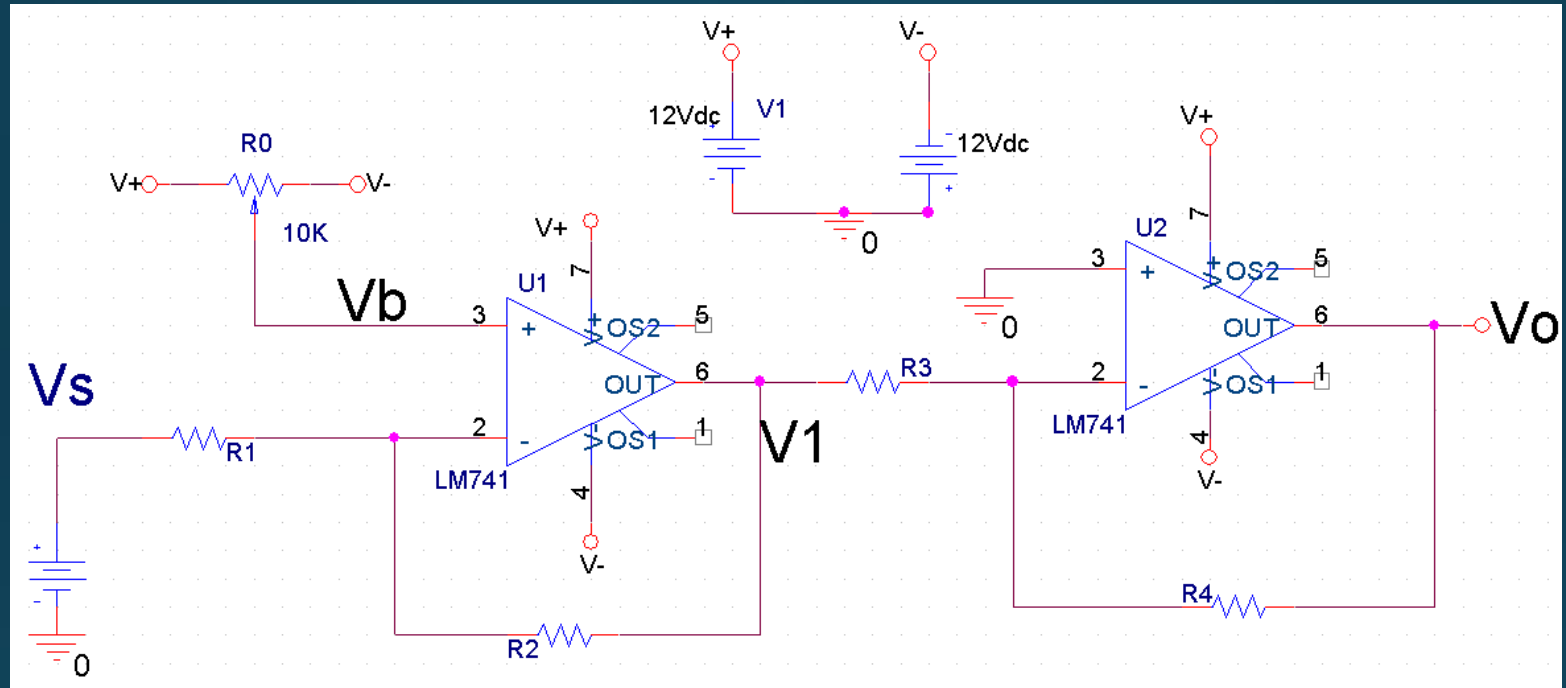 V+
V-
12Vdc
V1
12Vdc
0
R0
V+
V-
10K
Vb
Vs
R1
0
U1
V+
7
3
+
V+
OS2
5
OUT
6
2
-
V-
OS1
1
LM741
4
V-
R2
V1
R3
U2
V+
7
3
+
V+
OS2
5
0
OUT
6
Vo
2
-
V-
OS1
1
LM741
4
V-
R4